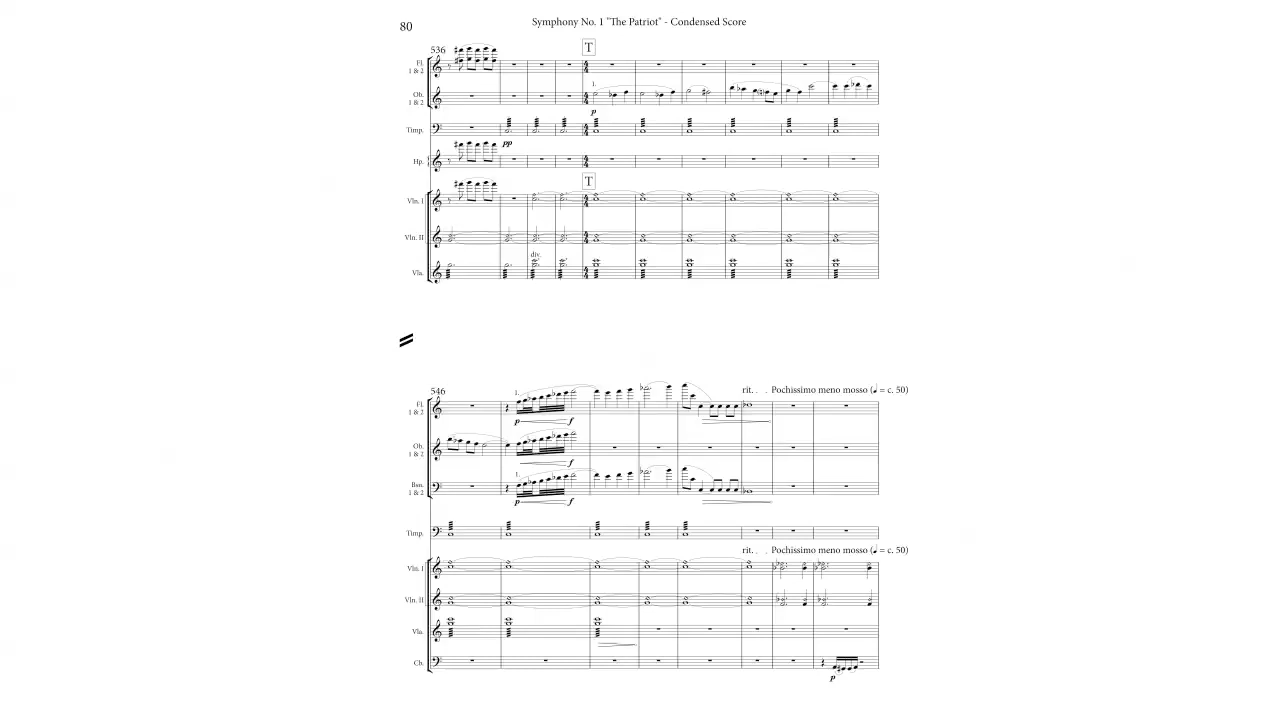 80
Symphony No. 1 "The Patriot" - Condensed Score
536
T
Fl.
1 & 2
1.
Ob.
1 & 2
p
Timp.
pp
Hp.
T
Vln. I
Vln. II
div.
Vla.
546
rit. . . Pochissimo meno mosso (♩ = c. 50)
1.
Fl.
1 & 2
p f
Ob.
1 & 2
f
1.
Bsn.
1 & 2
p f
Timp.
rit. . . Pochissimo meno mosso (♩ = c. 50)
Vln. I
Vln. II
Vla.
Cb.
p